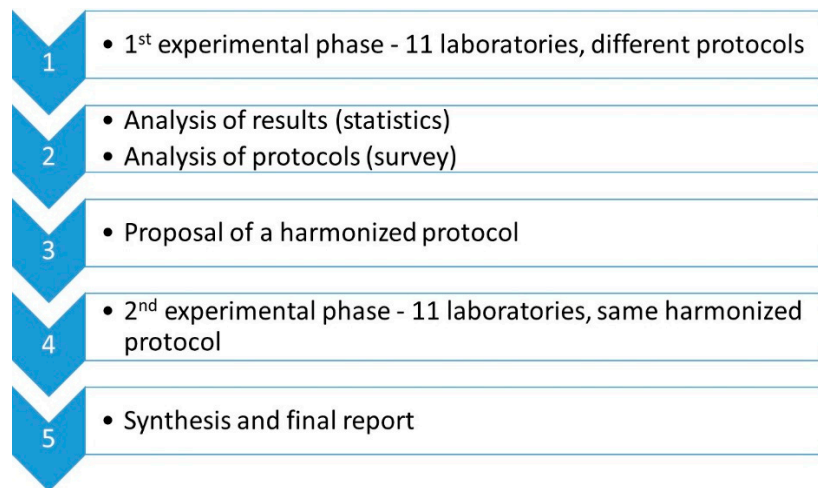 1
• 1st experimental phase - 11 laboratories, different protocols
2
• Analysis of results (statistics)
• Analysis of protocols (survey)
3
• Proposal of a harmonized protocol
4
• 2nd experimental phase - 11 laboratories, same harmonized
protocol
5
• Synthesis and final report